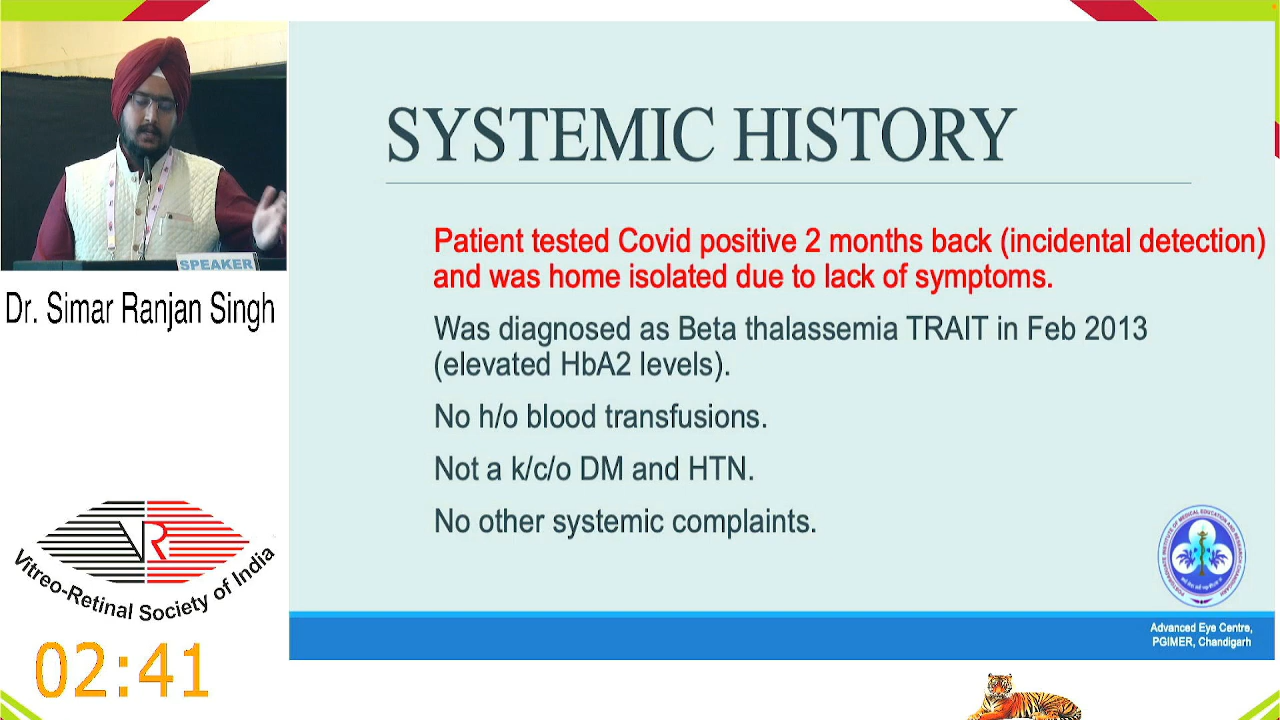 SPEAKER
Dr. Simar Ranjan Singh
VR
Vitreo-Retinal Society of India
02:41
SYSTEMIC HISTORY
Patient tested Covid positive 2 months back (incidental detection)
and was home isolated due to lack of symptoms.
Was diagnosed as Beta thalassemia TRAIT in Feb 2013
(elevated HbA2 levels).
No h/o blood transfusions.
Not a k/c/o DM and HTN.
No other systemic complaints.
Advanced Eye Centre,
PGIMER, Chandigarh